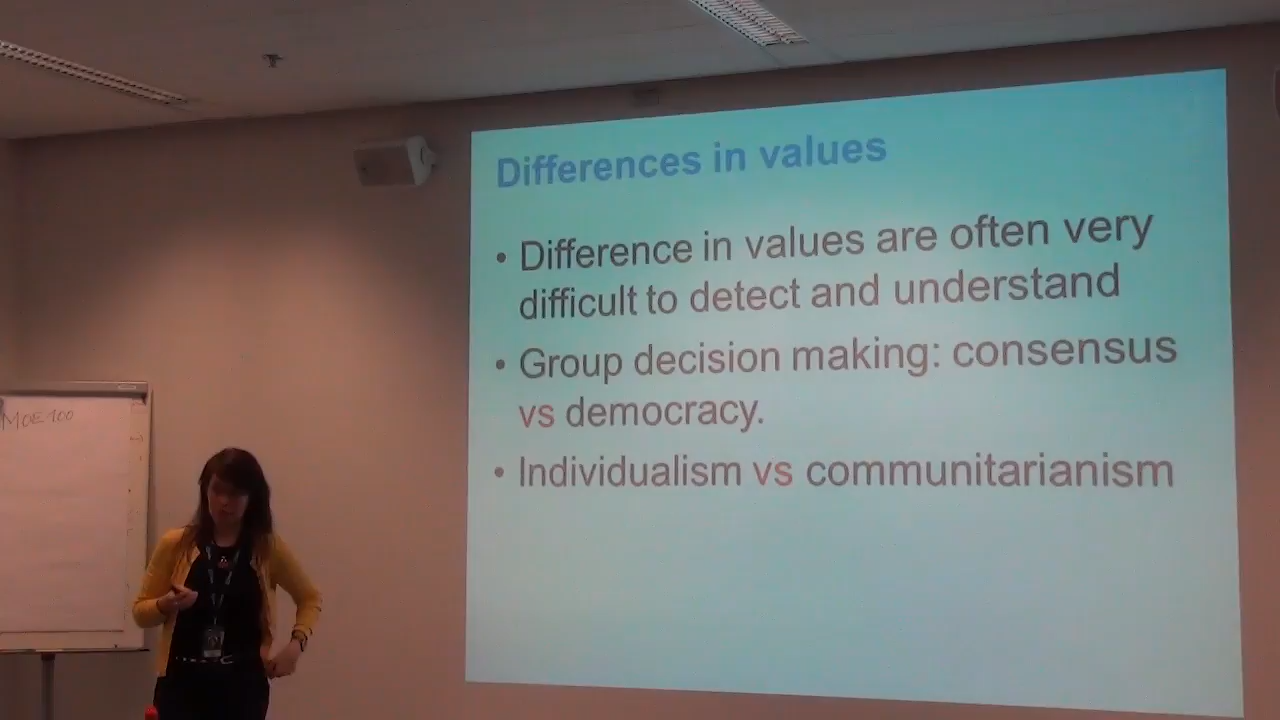 Differences in values
• Difference in values are often very
difficult to detect and understand
• Group decision making: consensus
vs democracy.
• Individualism vs communitarianism
MOE100